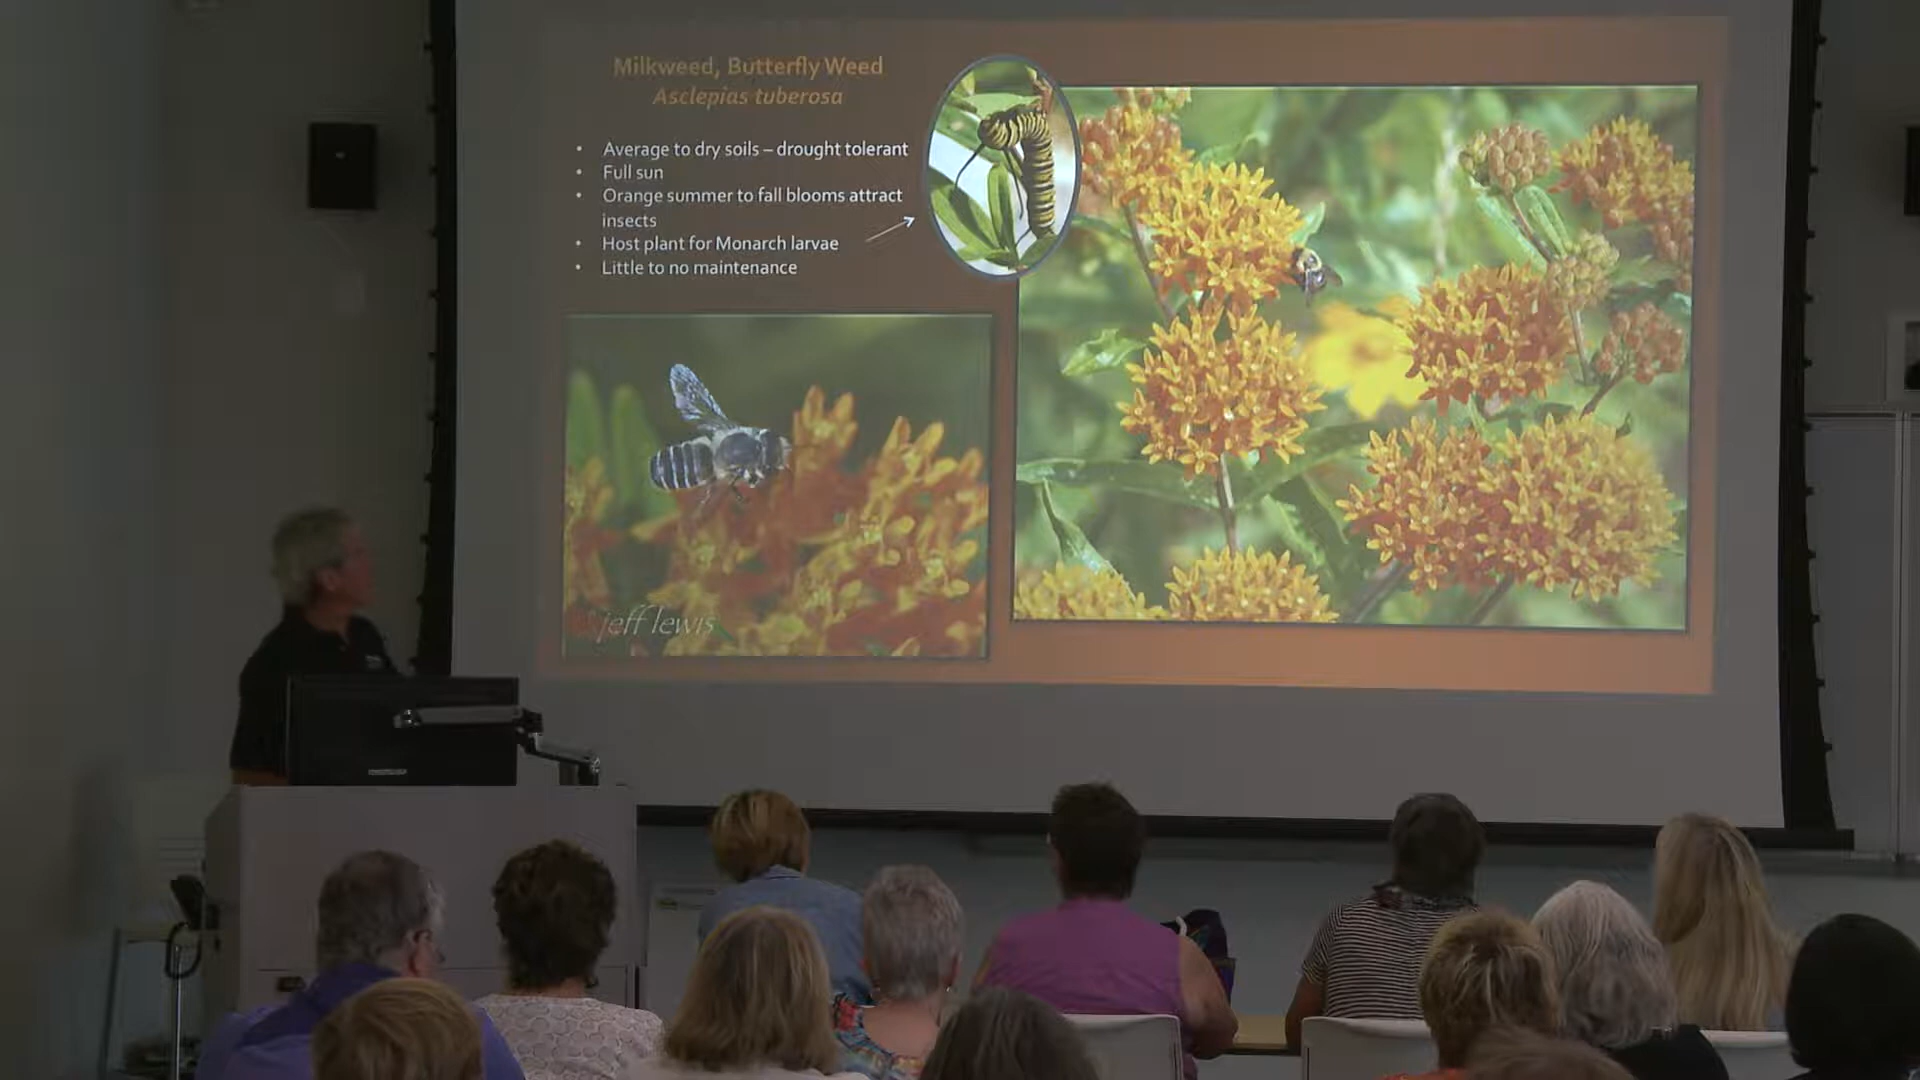 Milkweed, Butterfly Weed
Asclepias tuberosa
• Average to dry soils – drought tolerant
• Full sun
• Orange summer to fall blooms attract
insects
• Host plant for Monarch larvae
• Little to no maintenance
jeff lewis